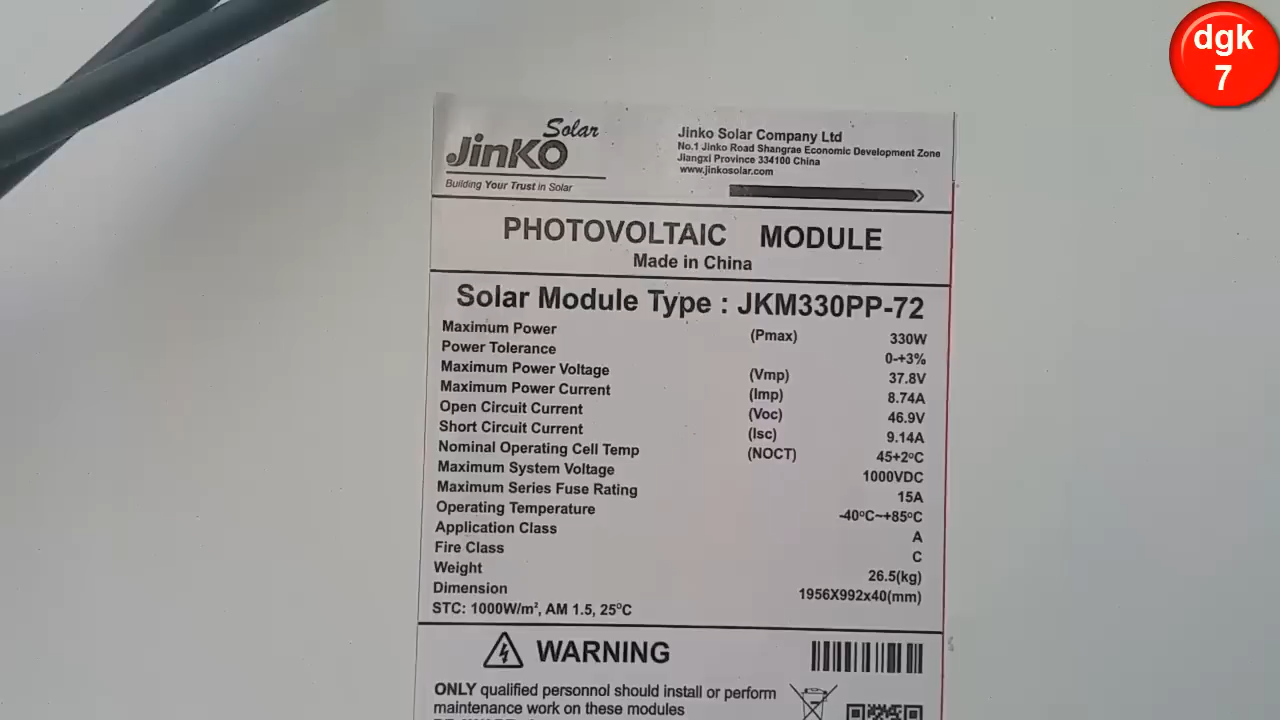 dgk
7
Solar
JinKO
Building Your Trust in Solar
Jinko Solar Company Ltd
No.1 Jinko Road Shangrae Economic Development Zone
Jiangxi Province 334100 China
www.jinkosolar.com
PHOTOVOLTAIC MODULE
Made in China
Solar Module Type : JKM330PP-72
Maximum Power (Pmax) 330W
Power Tolerance 0-+3%
Maximum Power Voltage (Vmp) 37.8V
Maximum Power Current (Imp) 8.74A
Open Circuit Current (Voc) 46.9V
Short Circuit Current (Isc) 9.14A
Nominal Operating Cell Temp (NOCT) 45+2°C
Maximum System Voltage 1000VDC
Maximum Series Fuse Rating 15A
Operating Temperature -40°C~+85°C
Application Class A
Fire Class C
Weight 26.5(kg)
Dimension 1956X992x40(mm)
STC: 1000W/m², AM 1.5, 25°C
WARNING
ONLY qualified personnol should install or perform
maintenance work on these modules